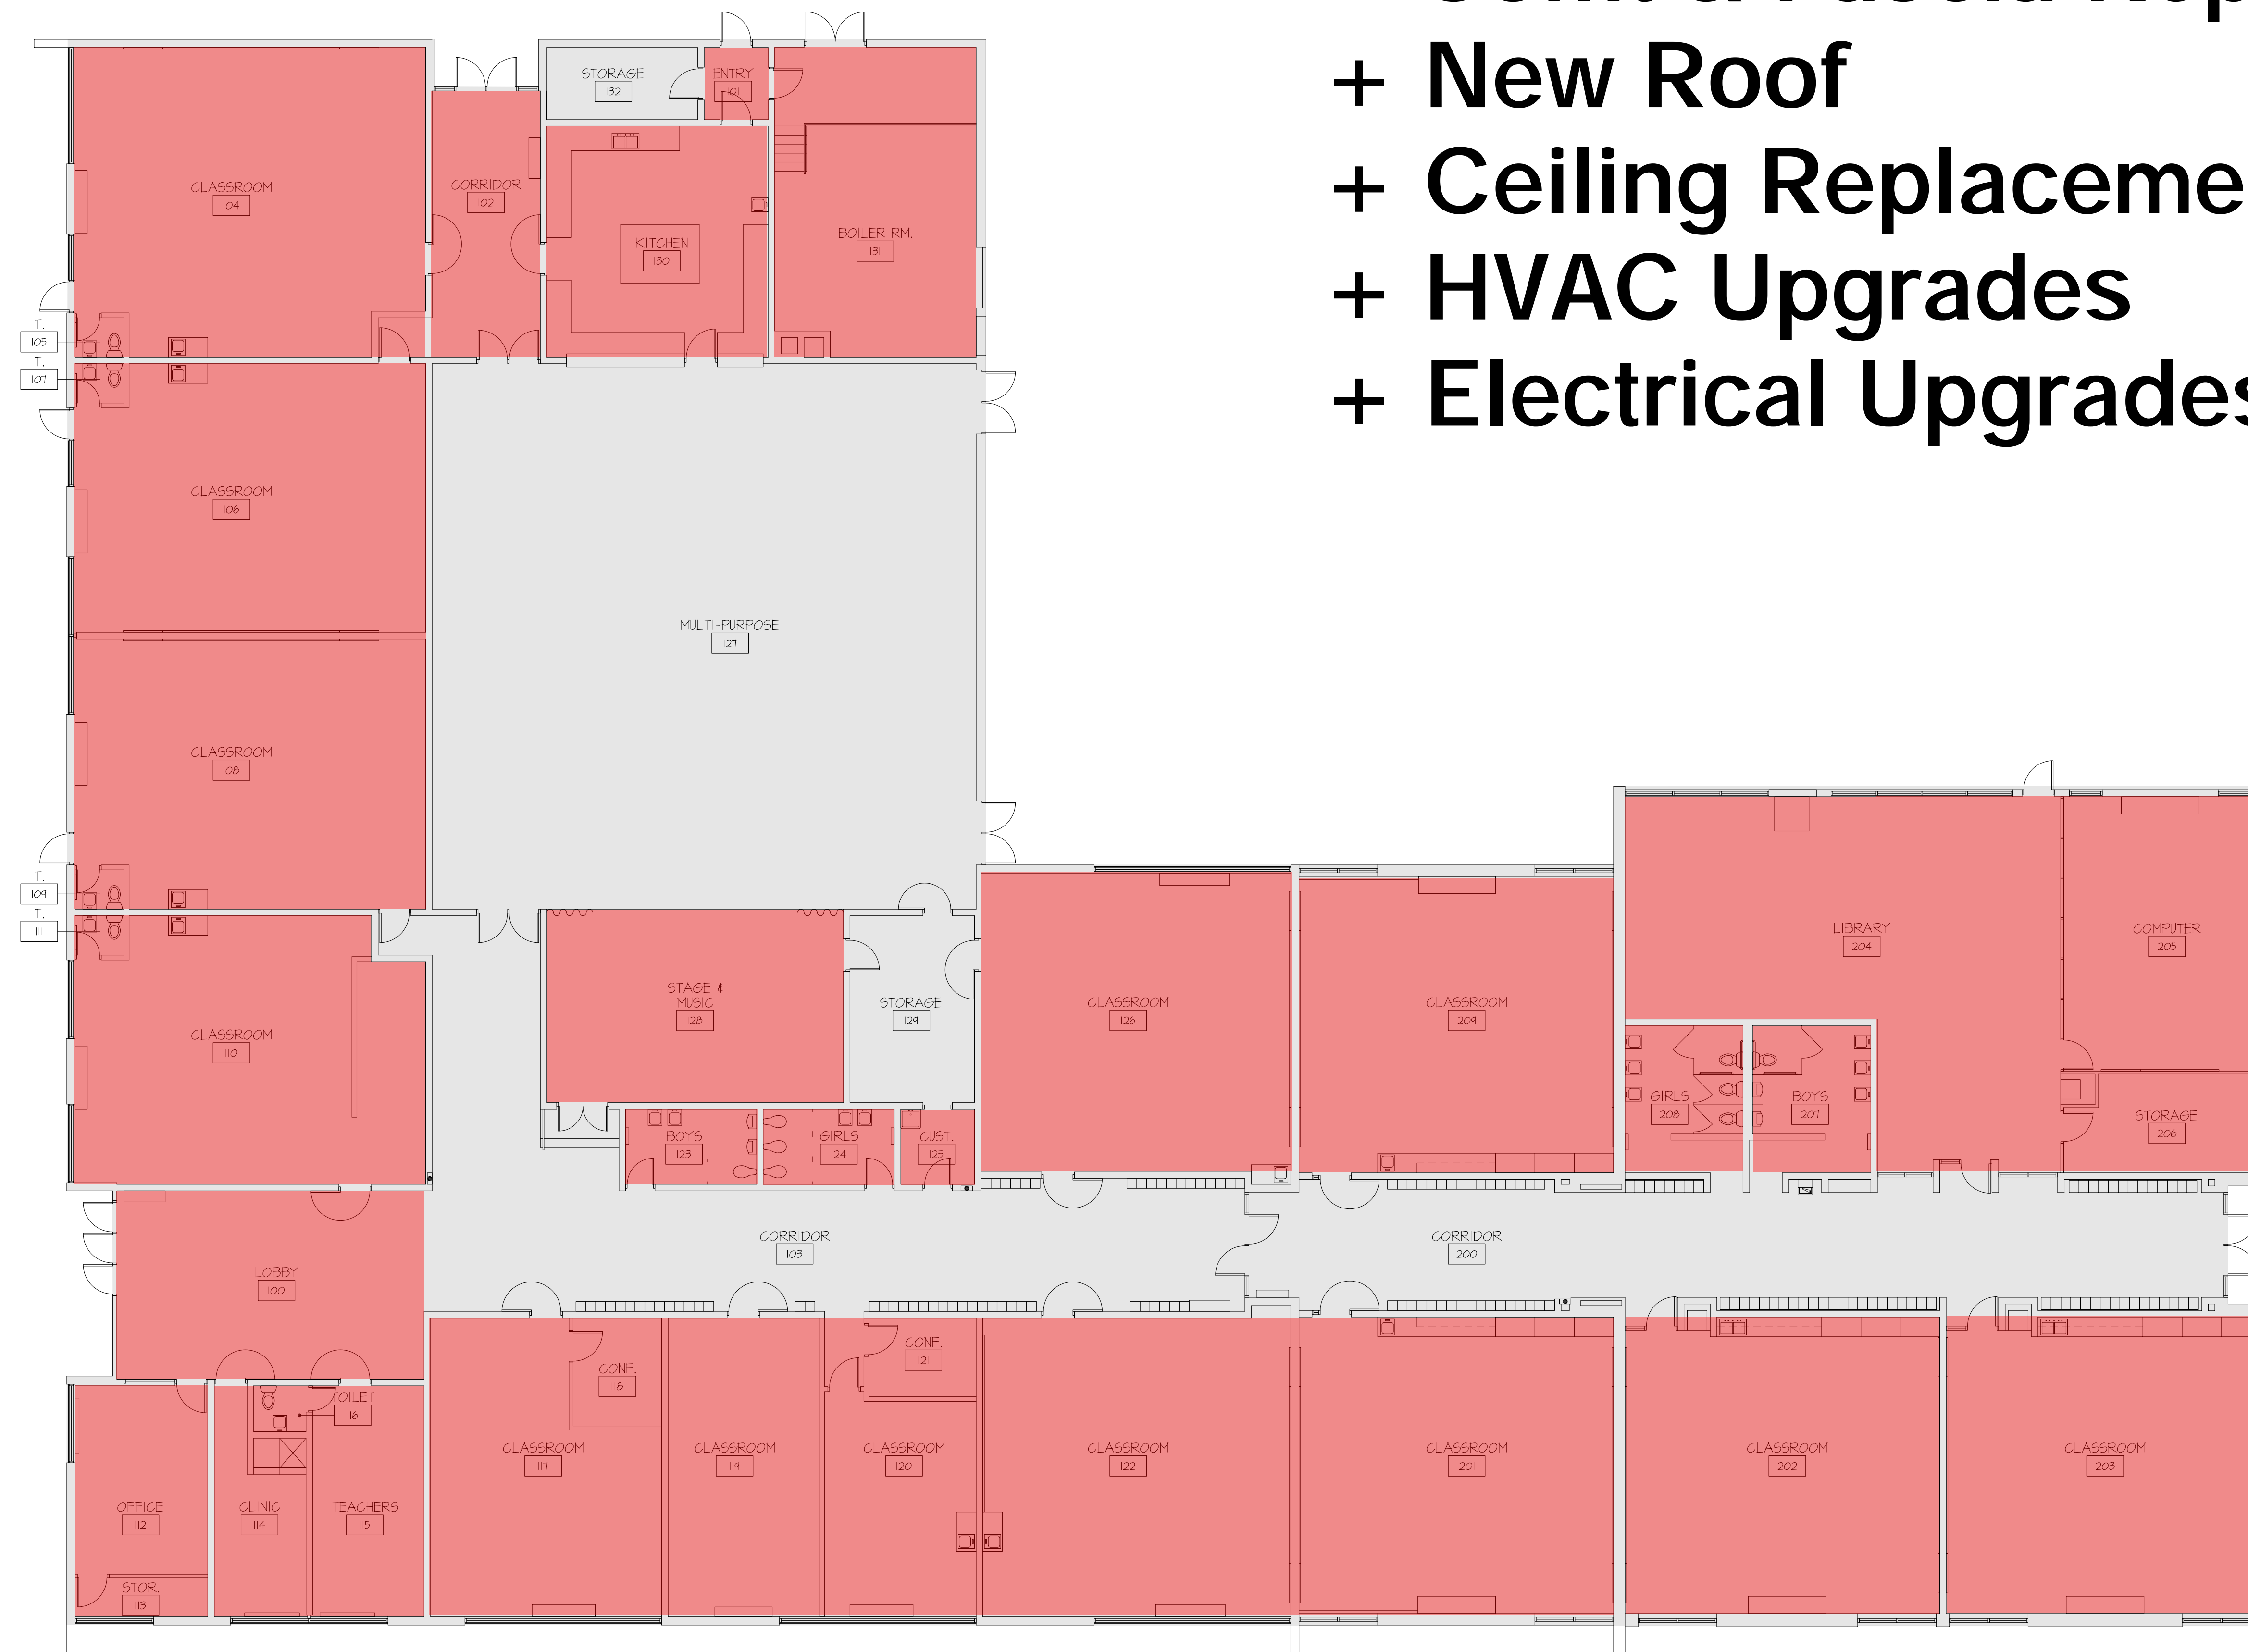 + New Roof
+ Ceiling Replaceme
+ HVAC Upgrades
+ Electrical Upgrades
STORAGE
132
ENTRY
101
CLASSROOM
104
CORRIDOR
102
KITCHEN
130
BOILER RM.
131
T.
105
T.
107
CLASSROOM
106
MULTI-PURPOSE
127
CLASSROOM
108
T.
109
T.
111
CLASSROOM
110
STAGE &
MUSIC
128
STORAGE
129
CLASSROOM
126
CLASSROOM
209
LIBRARY
204
COMPUTER
205
BOYS
123
GIRLS
124
CUST.
125
GIRLS
208
BOYS
207
STORAGE
206
CORRIDOR
103
CORRIDOR
200
LOBBY
100
CONF.
118
CONF.
121
TOILET
116
CLASSROOM
117
CLASSROOM
119
CLASSROOM
120
CLASSROOM
122
CLASSROOM
201
CLASSROOM
202
CLASSROOM
203
OFFICE
112
CLINIC
114
TEACHERS
115
STOR.
113